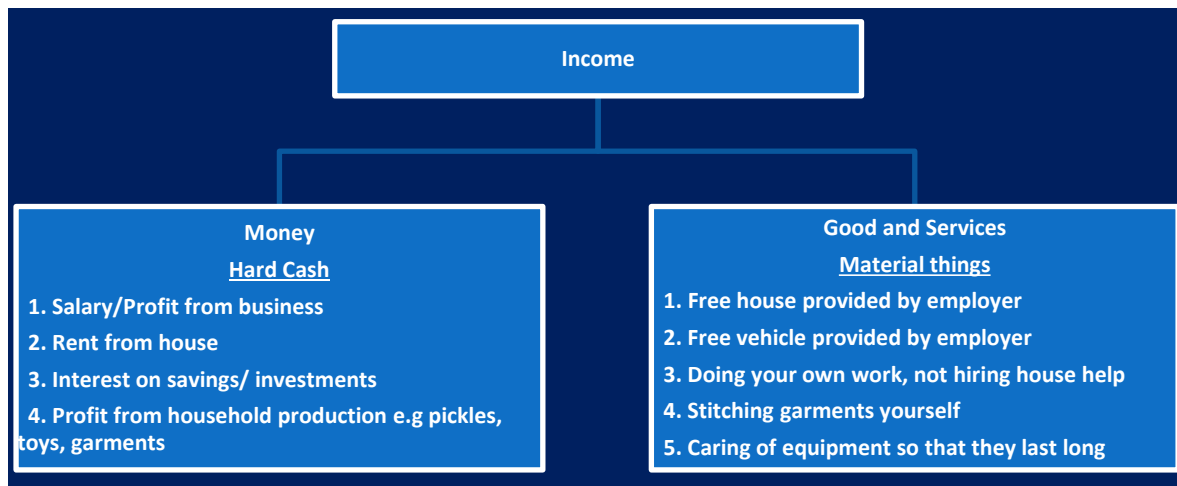 Income
Money
Hard Cash
1. Salary/Profit from business
2. Rent from house
3. Interest on savings/ investments
4. Profit from household production e.g pickles,
toys, garments
Good and Services
Material things
1. Free house provided by employer
2. Free vehicle provided by employer
3. Doing your own work, not hiring house help
4. Stitching garments yourself
5. Caring of equipment so that they last long